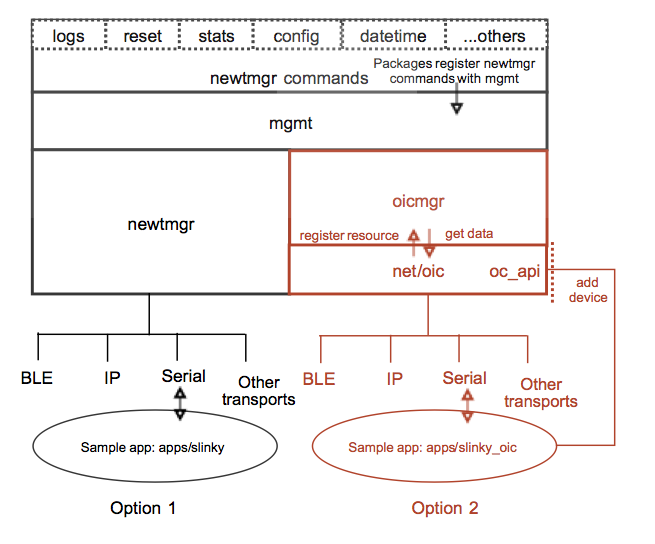 logs reset stats config datetime ...others
Packages register newtmgr
newtmgr commands commands with mgmt
mgmt
newtmgr
oicmgr
register resource get data
net/oic oc_api
add
device
BLE IP Serial Other
transports
BLE IP Serial Other
transports
Sample app: apps/slinky
Sample app: apps/slinky_oic
Option 1
Option 2